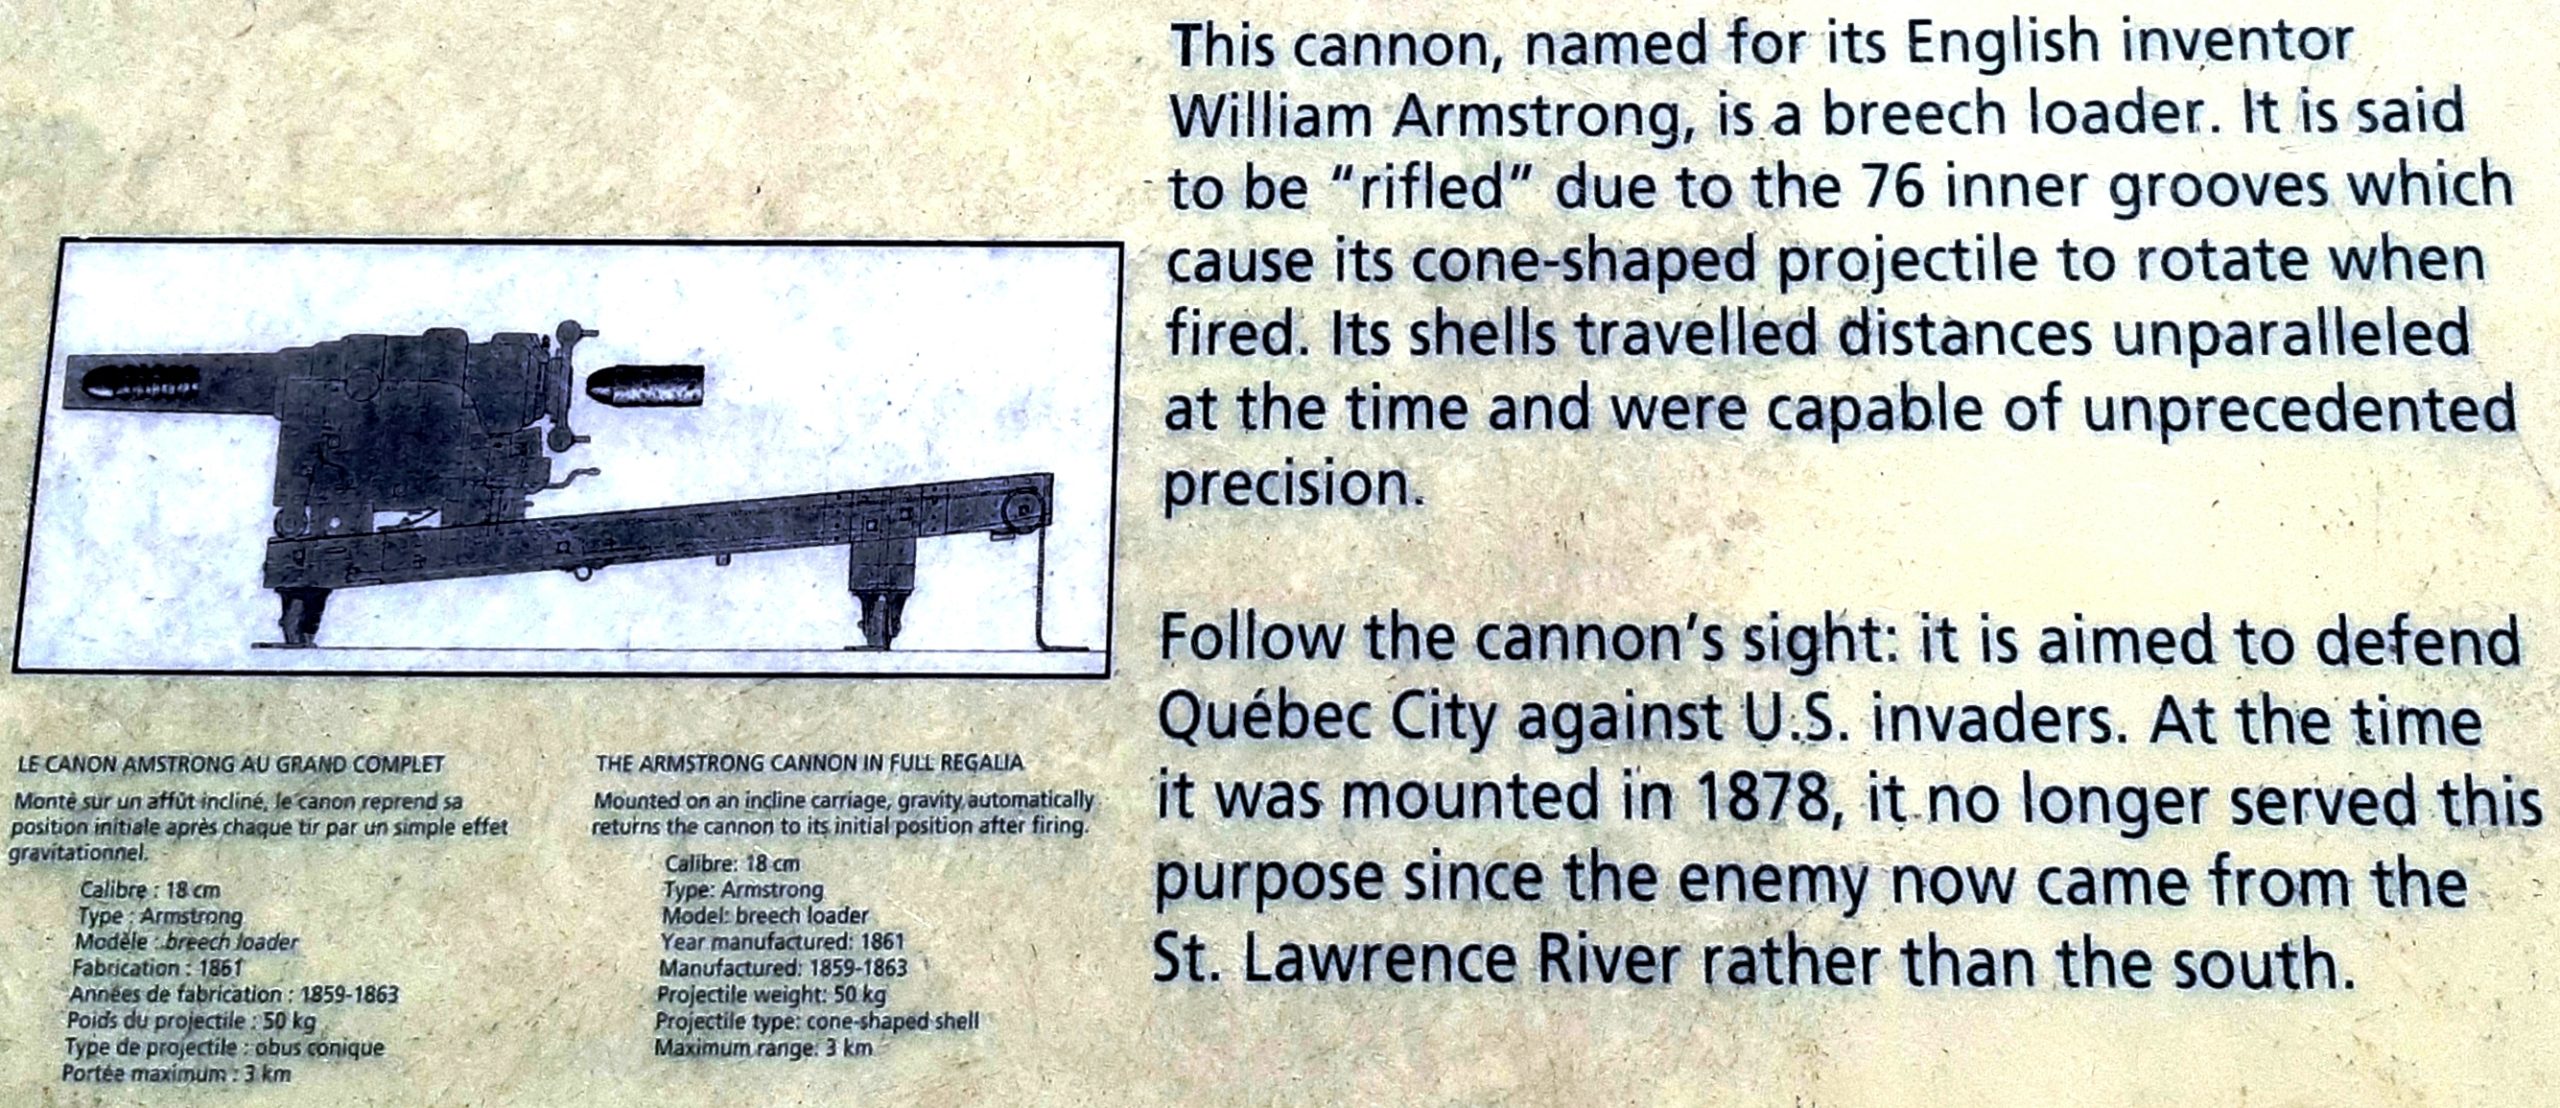 This cannon, named for its English inventor
William Armstrong, is a breech loader. It is said
to be “rifled” due to the 76 inner grooves which
cause its cone-shaped projectile to rotate when
fired. Its shells travelled distances unparalleled
at the time and were capable of unprecedented
precision.
Follow the cannon’s sight: it is aimed to defend
Québec City against U.S. invaders. At the time
it was mounted in 1878, it no longer served this
purpose since the enemy now came from the
St. Lawrence River rather than the south.
LE CANON AMSTRONG AU GRAND COMPLET
Monté sur un affût incliné, le canon reprend sa
position initiale après chaque tir par un simple effet
gravitationnel.
Calibre : 18 cm
Type : Armstrong
Modèle : breech loader
Fabrication : 1861
Années de fabrication : 1859-1863
Poids du projectile : 50 kg
Type de projectile : obus conique
Portée maximum : 3 km
THE ARMSTRONG CANNON IN FULL REGALIA
Mounted on an incline carriage, gravity automatically
returns the cannon to its initial position after firing.
Calibre: 18 cm
Type: Armstrong
Model: breech loader
Year manufactured: 1861
Manufactured: 1859-1863
Projectile weight: 50 kg
Projectile type: cone-shaped shell
Maximum range: 3 km